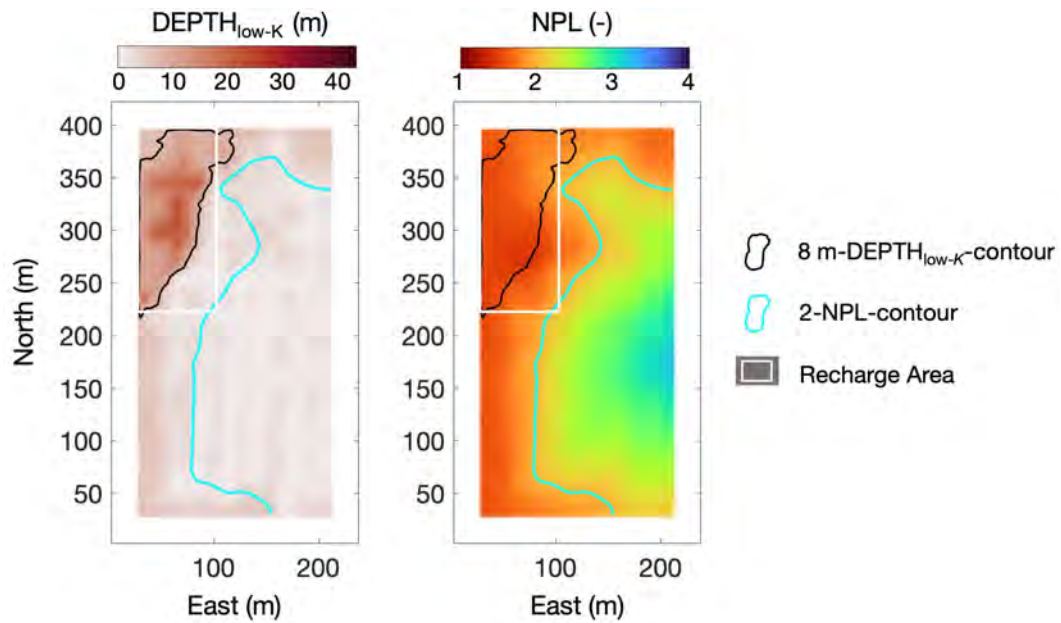 DEPTHlow-K (m)
0 10 20 30 40
NPL (-)
1 2 3 4
North (m)
400
350
300
250
200
150
100
50
100 200
East (m)
400
350
300
250
200
150
100
50
100 200
East (m)
8 m-DEPTHlow-K-contour
2-NPL-contour
Recharge Area